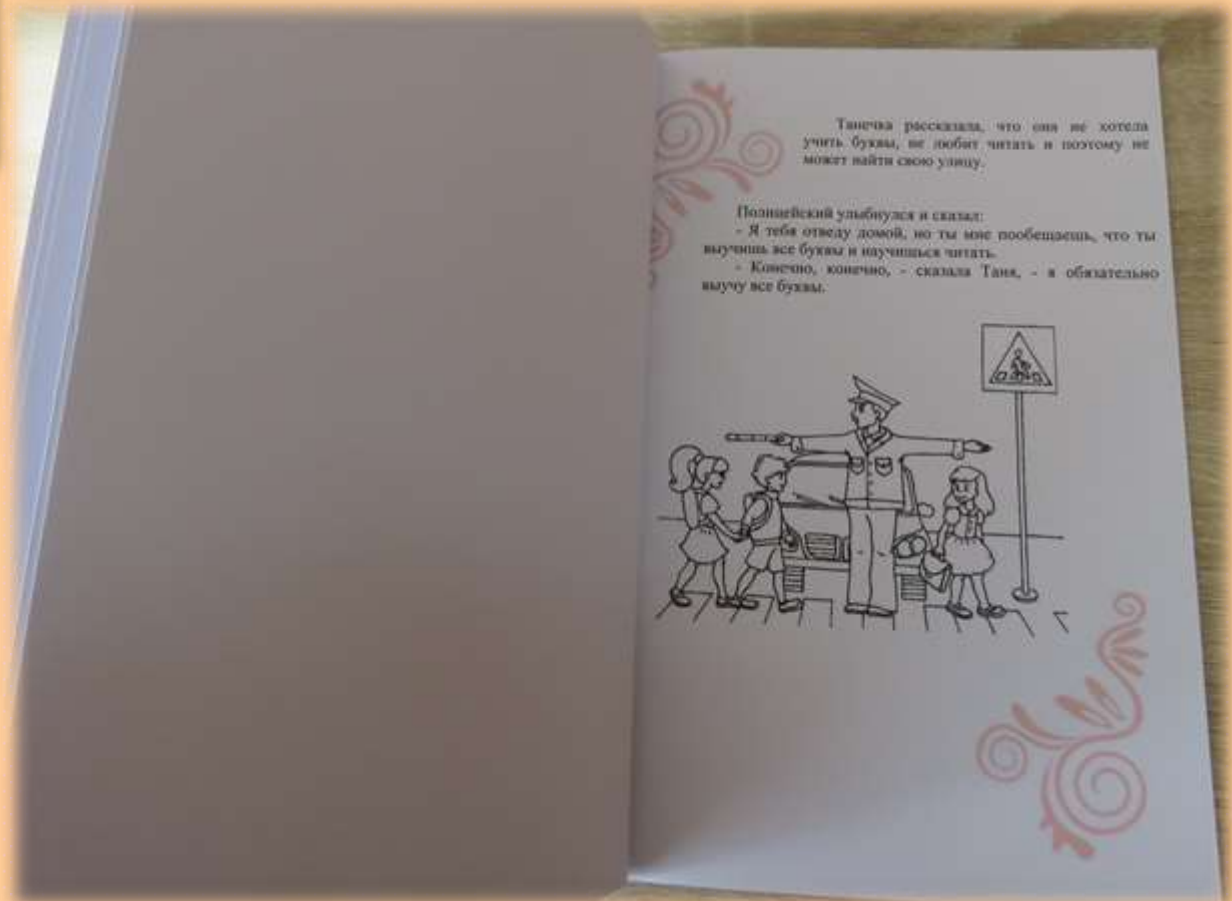 Танечка рассказала, что она не хотела
учить буквы, не любит читать и поэтому не
может найти свою улицу.
Полицейский улыбнулся и сказал:
- Я тебя отведу домой, но ты мне пообещаешь, что ты
выучишь все буквы и научишься читать.
- Конечно, конечно, - сказала Таня, - я обязательно
выучу все буквы.